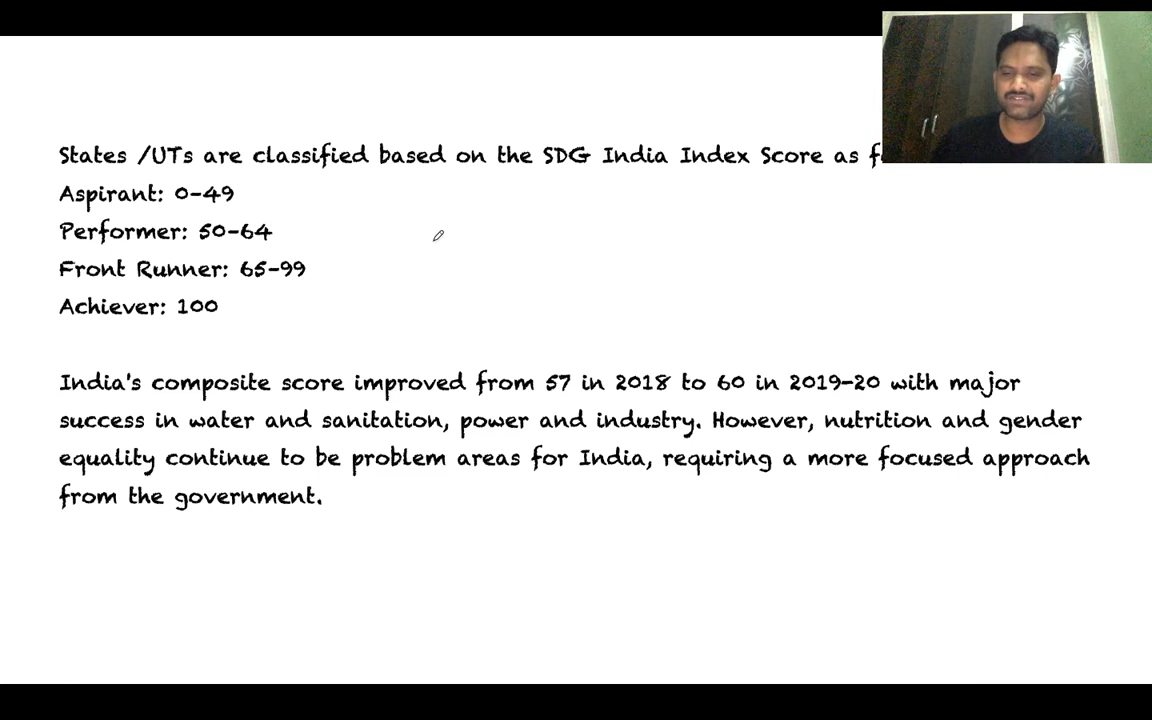 States /UTs are classified based on the SDG India Index Score as
Aspirant: 0-49
Performer: 50-64
Front Runner: 65-99
Achiever: 100
India's composite score improved from 57 in 2018 to 60 in 2019-20 with major
success in water and sanitation, power and industry. However, nutrition and gender
equality continue to be problem areas for India, requiring a more focused approach
from the government.